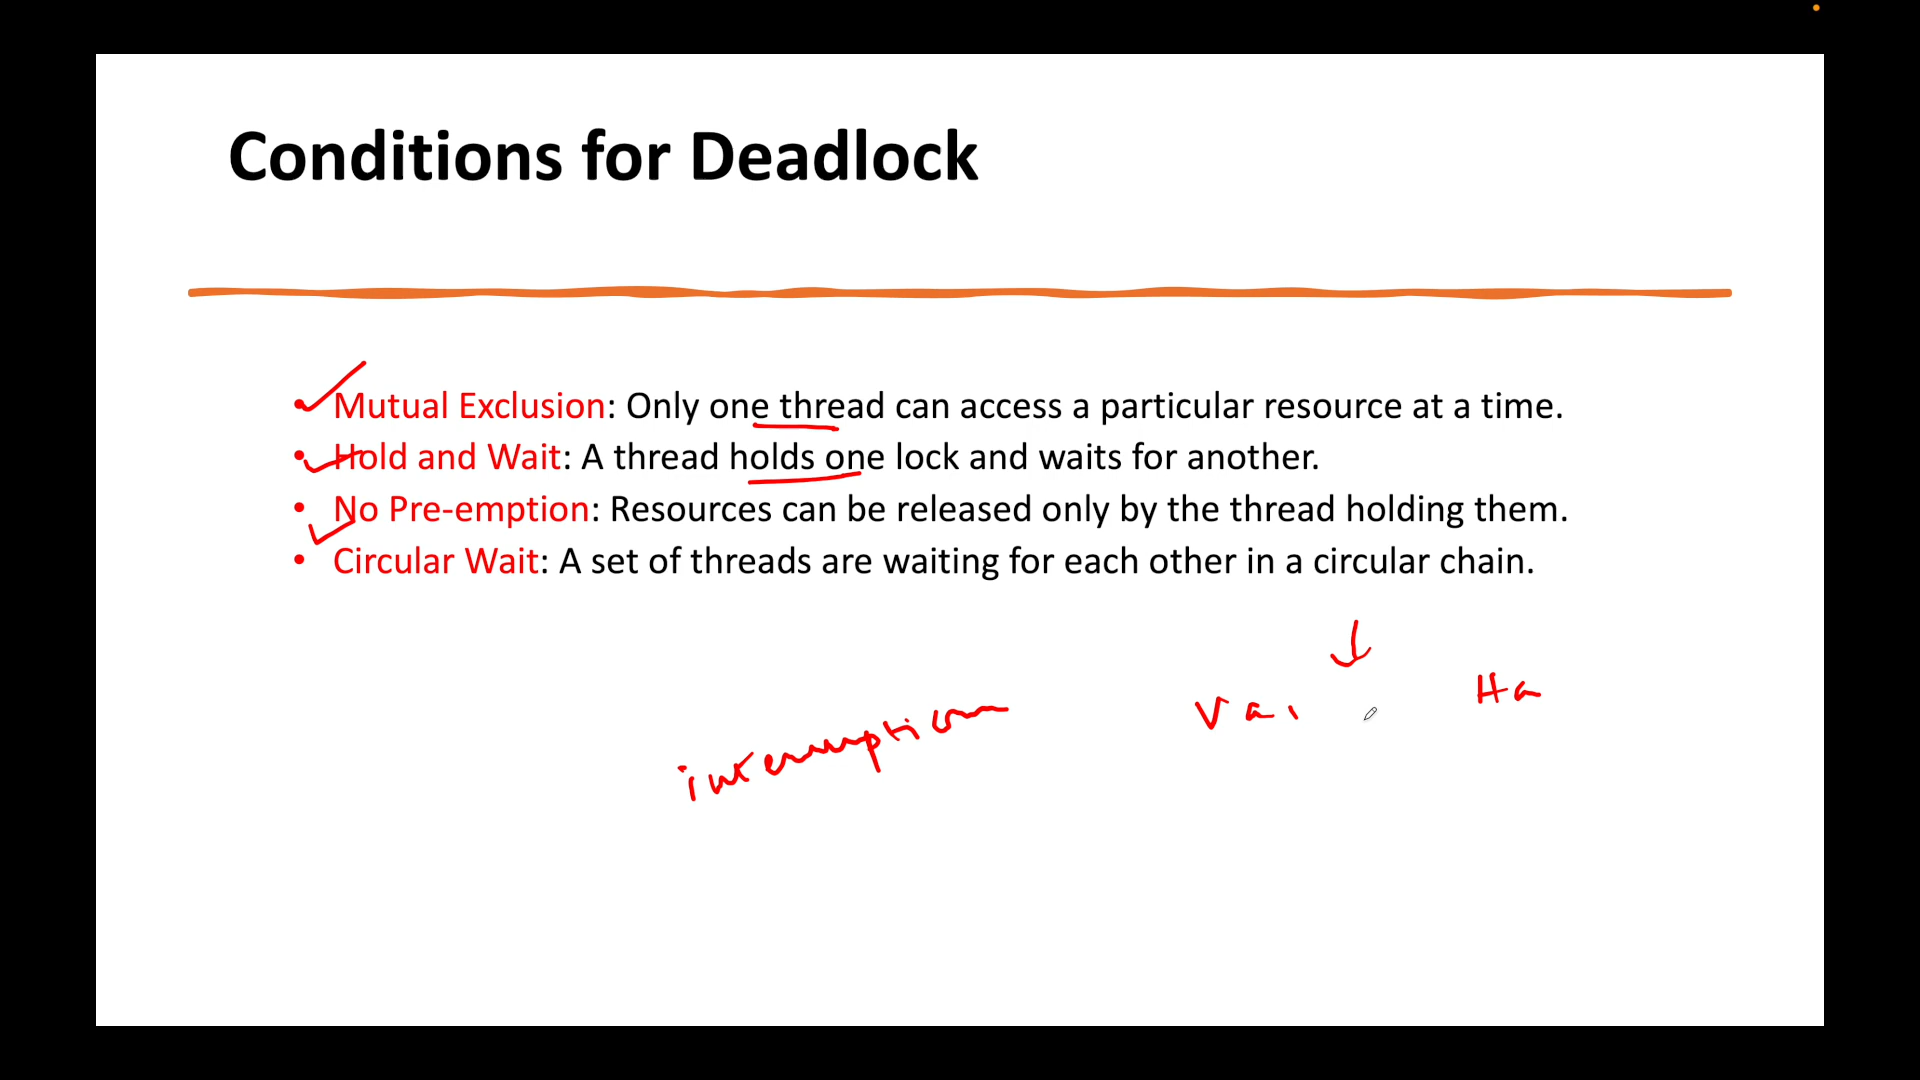 Conditions for Deadlock
• Mutual Exclusion: Only one thread can access a particular resource at a time.
• Hold and Wait: A thread holds one lock and waits for another.
• No Pre-emption: Resources can be released only by the thread holding them.
• Circular Wait: A set of threads are waiting for each other in a circular chain.
Ha
interruption